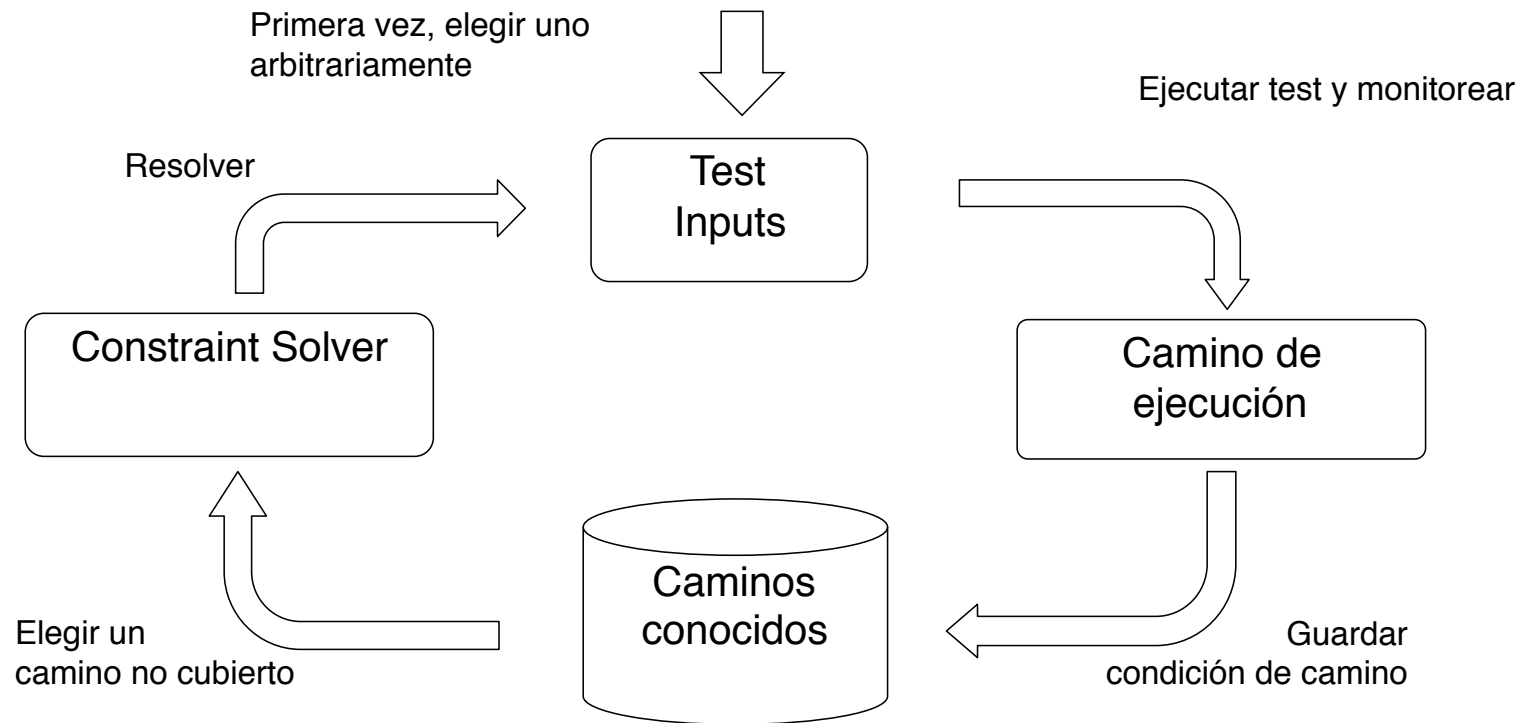 Primera vez, elegir uno
arbitrariamente
Ejecutar test y monitorear
Resolver
Test
Inputs
Constraint Solver
Camino de
ejecución
Caminos
conocidos
Elegir un
camino no cubierto
Guardar
condición de camino